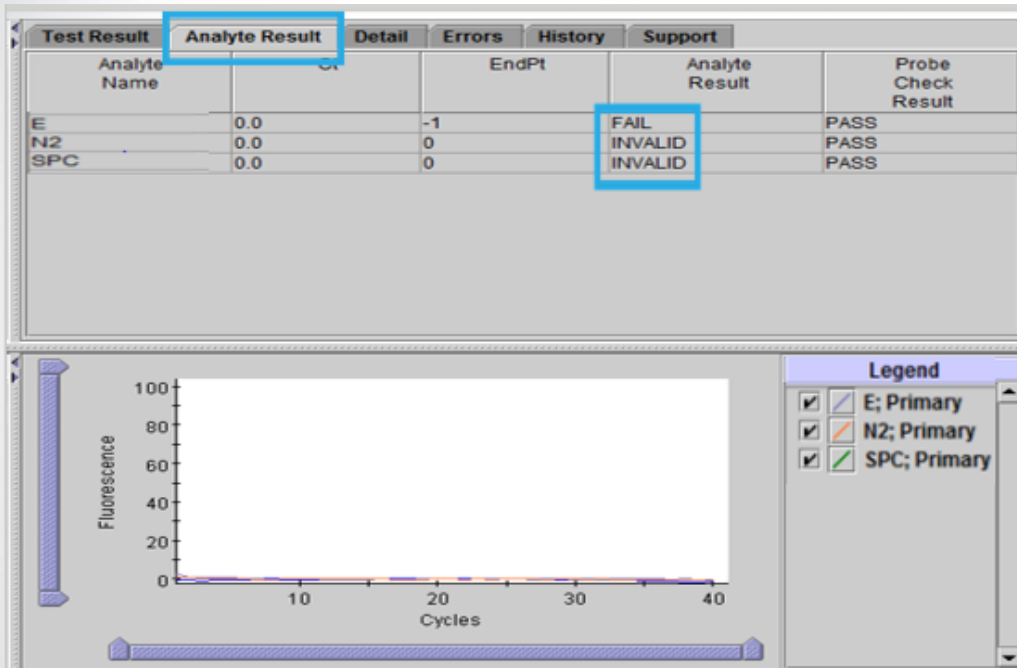 Test Result Analyte Result Detail Errors History Support
Analyte Name Ct EndPt Analyte Result Probe Check Result
E 0.0 -1 FAIL PASS
N2 0.0 0 INVALID PASS
SPC 0.0 0 INVALID PASS
Legend
E; Primary
N2; Primary
SPC; Primary
Fluorescence
100
80
60
40
20
0
10 20 30 40
Cycles